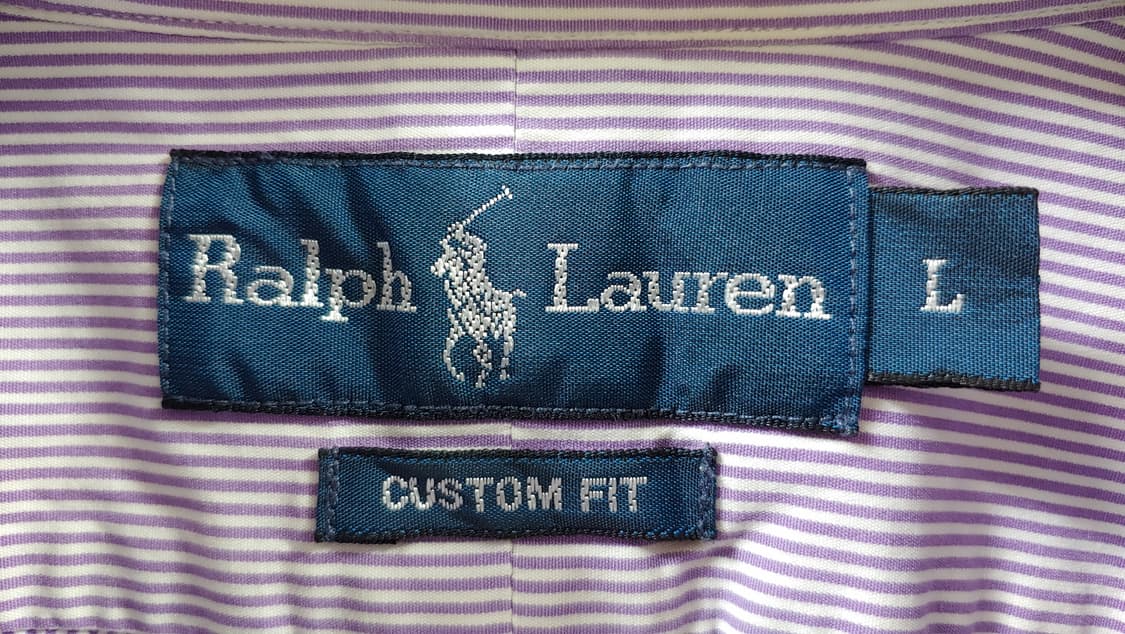 Ralph Lauren
L
CUSTOM FIT